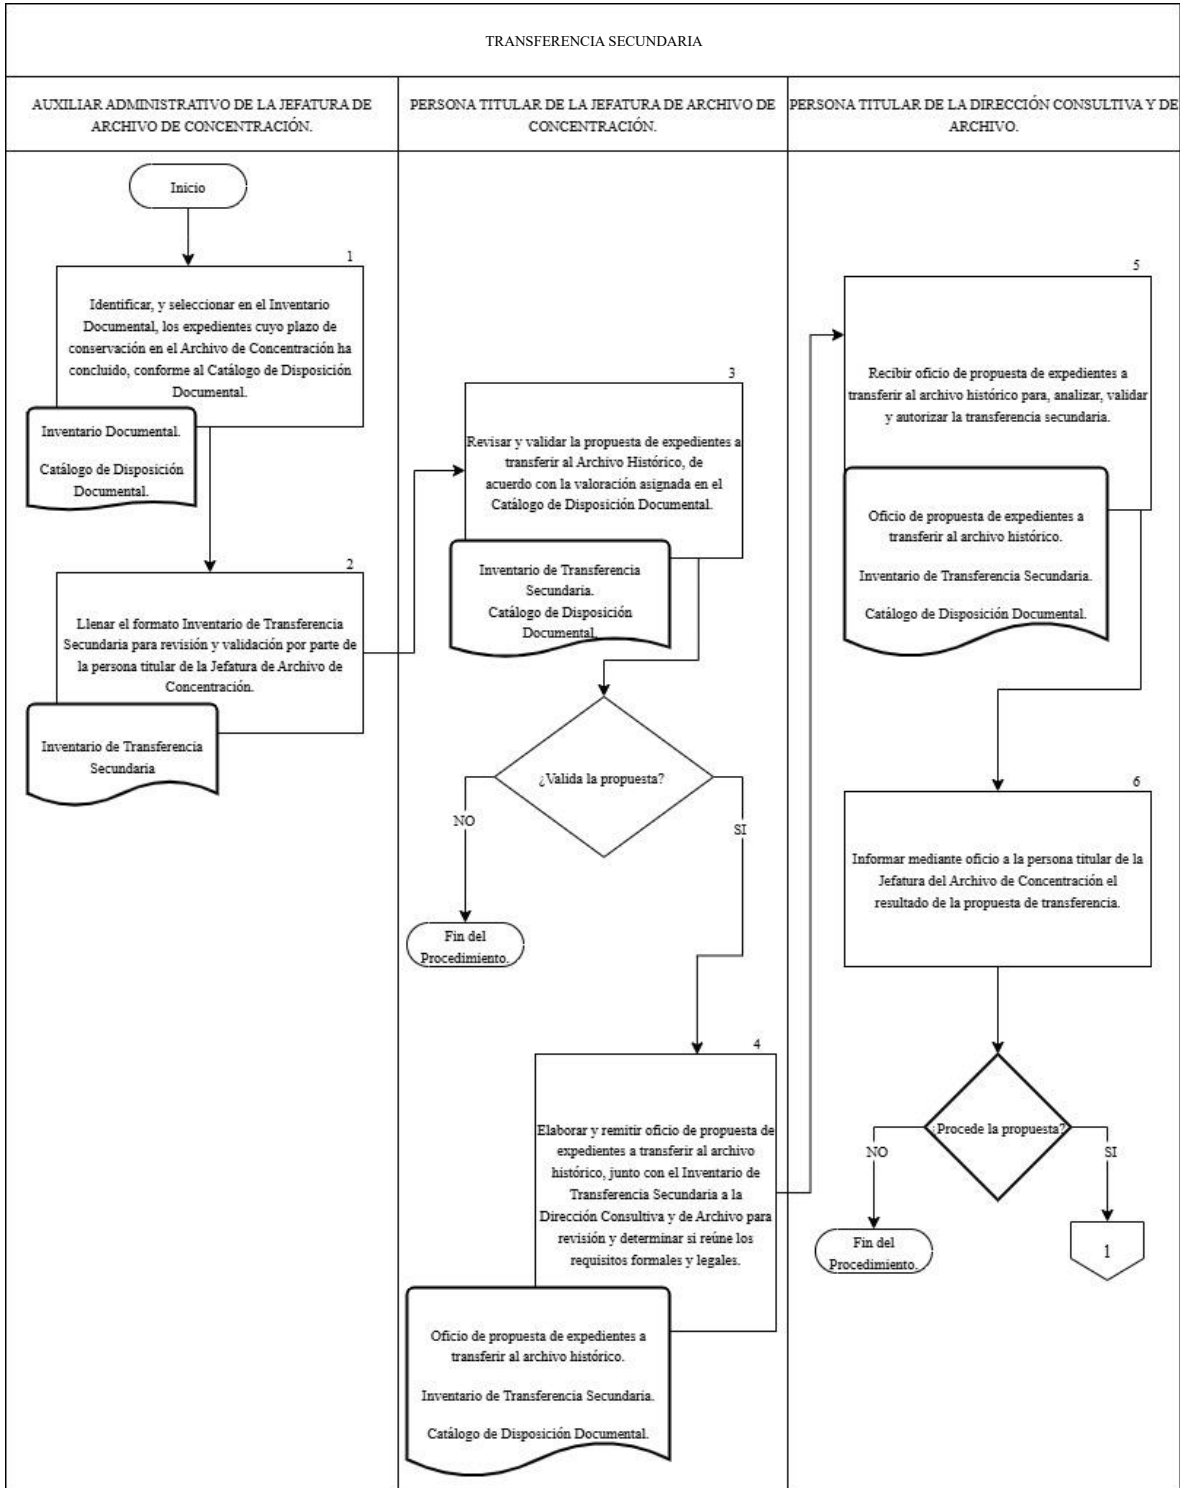 TRANSFERENCIA SECUNDARIA
AUXILIAR ADMINISTRATIVO DE LA JEFATURA DE
ARCHIVO DE CONCENTRACIÓN.
PERSONA TITULAR DE LA JEFATURA DE ARCHIVO DE
CONCENTRACIÓN.
PERSONA TITULAR DE LA DIRECCIÓN CONSULTIVA Y DE
ARCHIVO.
Inicio
1
Identificar, y seleccionar en el Inventario
Documental, los expedientes cuyo plazo de
conservación en el Archivo de Concentración ha
concluido, conforme al Catálogo de Disposición
Documental.
Inventario Documental.
Catálogo de Disposición
Documental.
2
Llenar el formato Inventario de Transferencia
Secundaria para revisión y validación por parte de
la persona titular de la Jefatura de Archivo de
Concentración.
Inventario de Transferencia
Secundaria
3
Revisar y validar la propuesta de expedientes a
transferir al Archivo Histórico, de
acuerdo con la valoración asignada en el
Catálogo de Disposición Documental.
Inventario de Transferencia
Secundaria.
Catálogo de Disposición
Documental.
¿Valida la propuesta?
NO
SI
Fin del
Procedimiento.
4
Elaborar y remitir oficio de propuesta de
expedientes a transferir al archivo
histórico, junto con el Inventario de
Transferencia Secundaria a la
Dirección Consultiva y de Archivo para
revisión y determinar si reúne los
requisitos formales y legales.
Oficio de propuesta de expedientes a
transferir al archivo histórico.
Inventario de Transferencia Secundaria.
Catálogo de Disposición Documental.
5
Recibir oficio de propuesta de expedientes a
transferir al archivo histórico para, analizar, validar
y autorizar la transferencia secundaria.
Oficio de propuesta de expedientes a
transferir al archivo histórico.
Inventario de Transferencia Secundaria.
Catálogo de Disposición Documental.
6
Informar mediante oficio a la persona titular de la
Jefatura del Archivo de Concentración el
resultado de la propuesta de transferencia.
¿Procede la propuesta?
NO
SI
Fin del
Procedimiento.
1